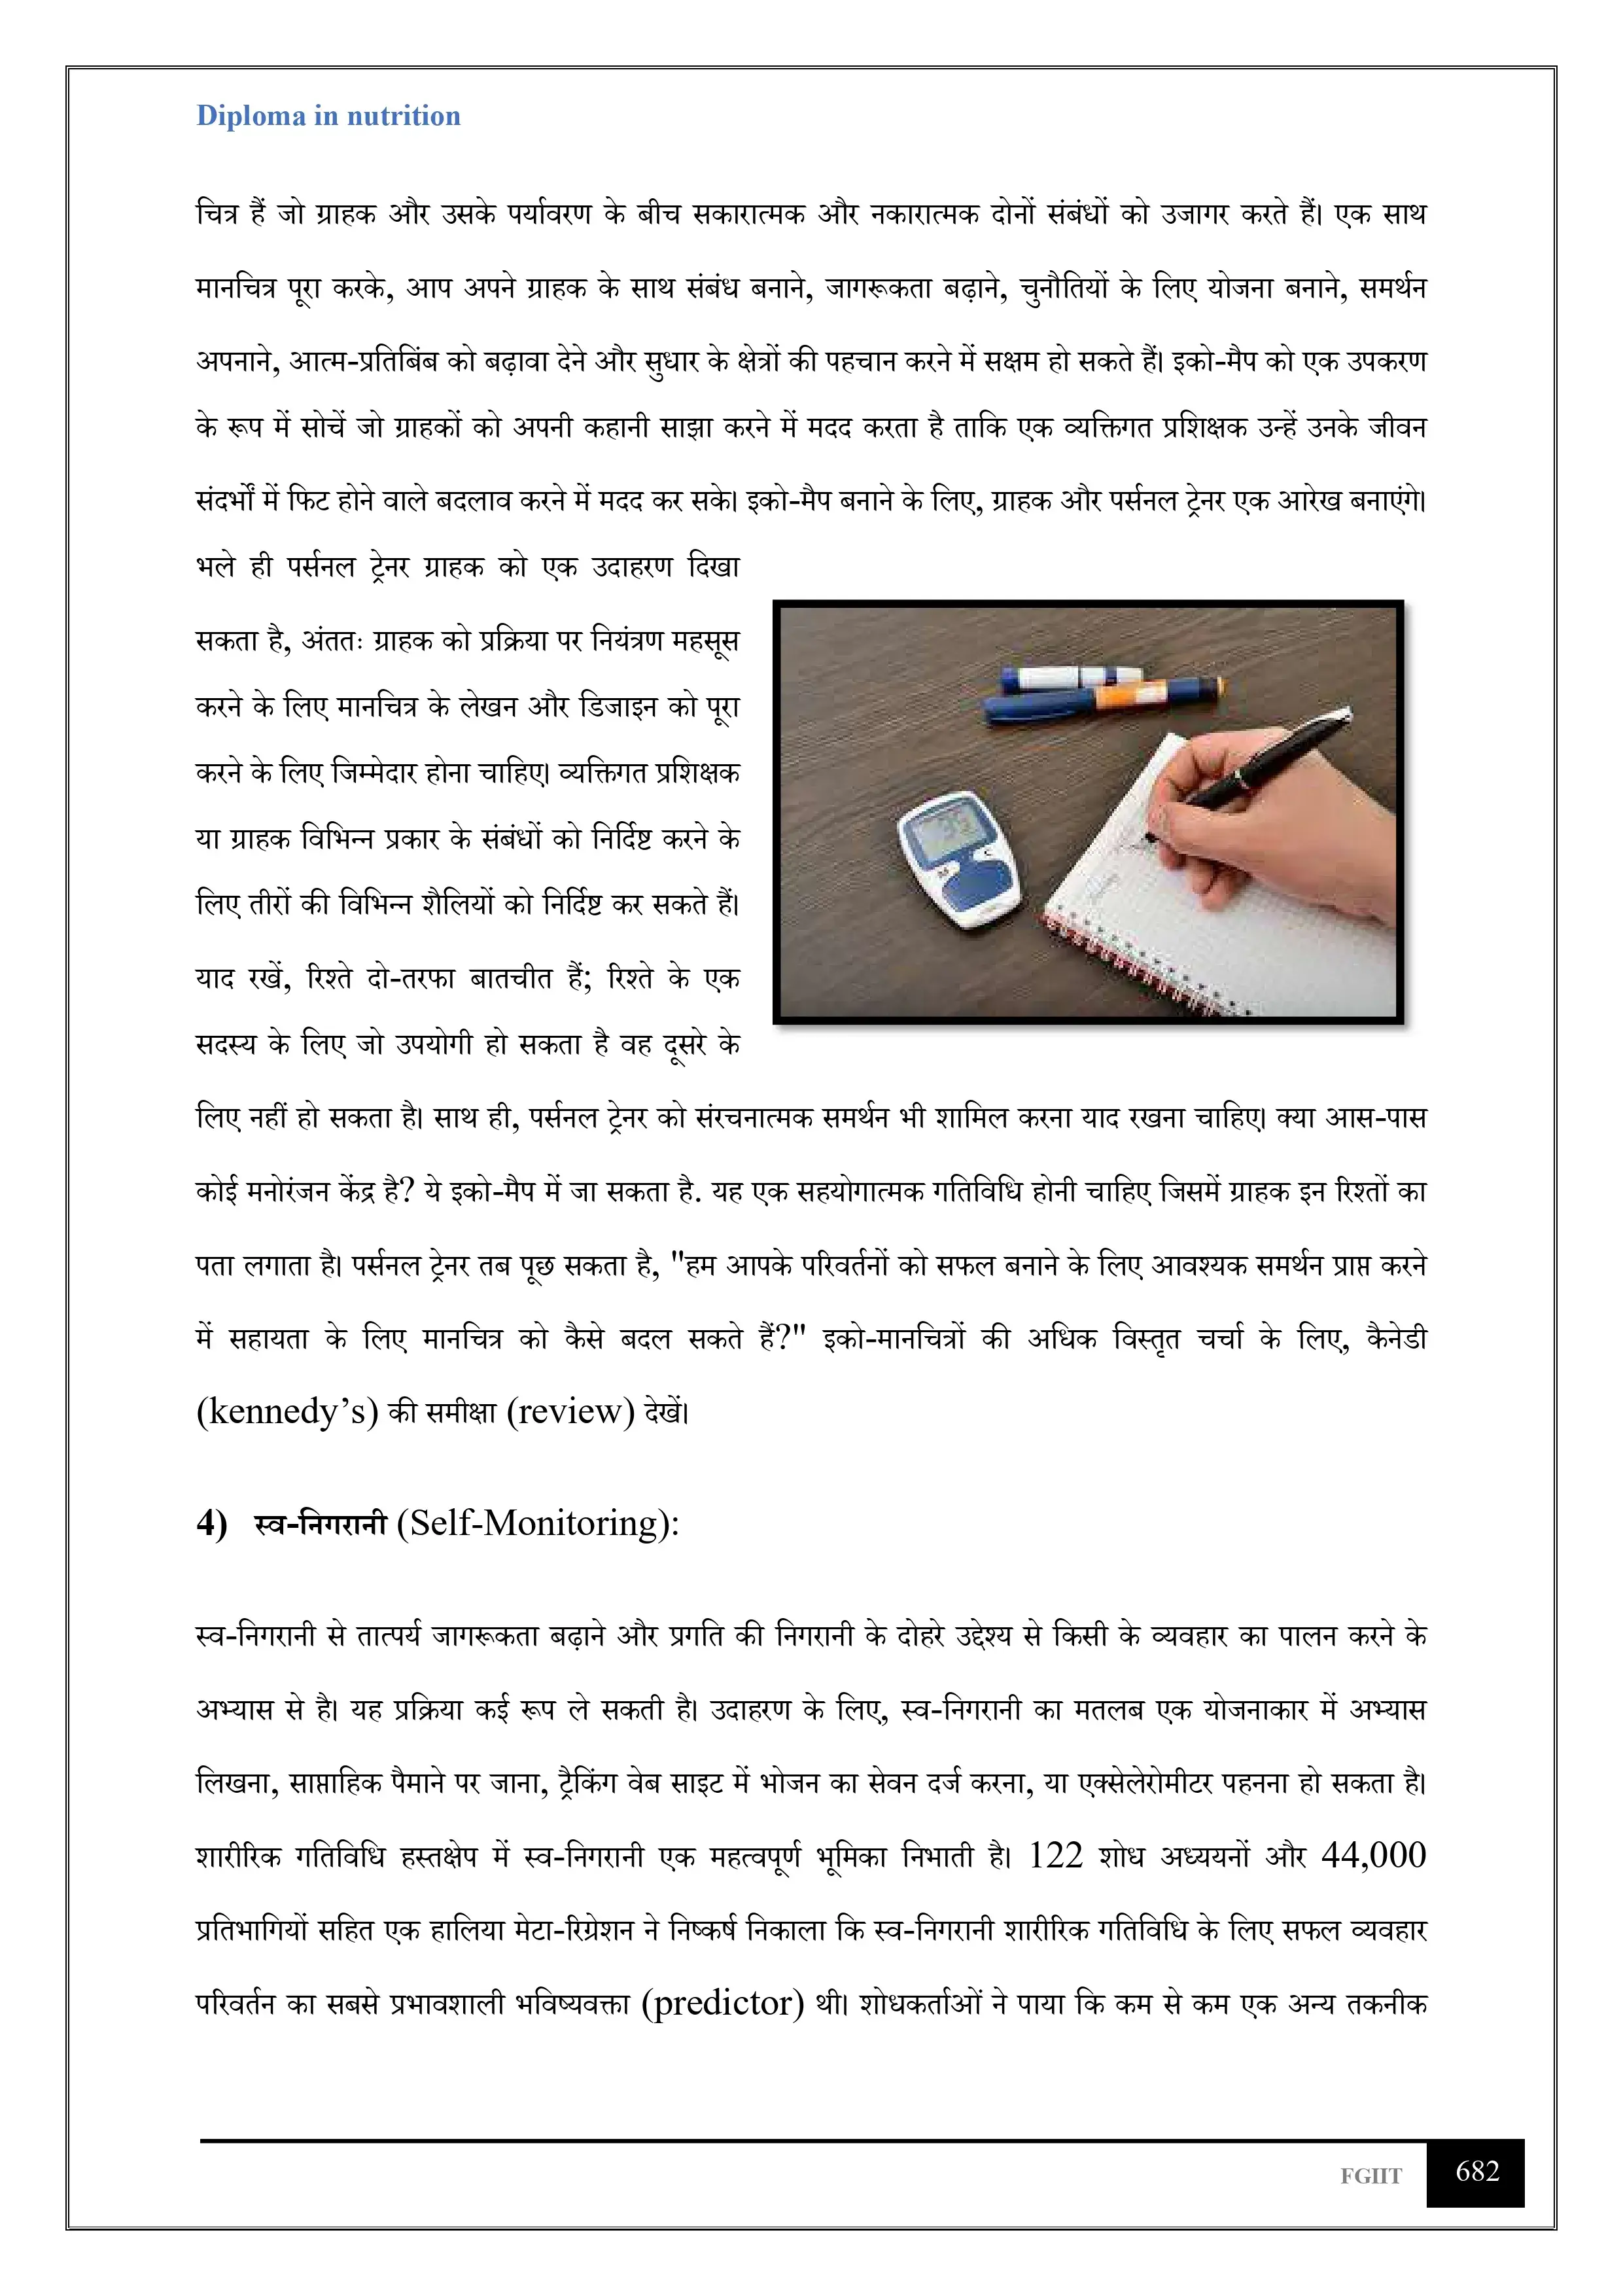 Diploma in nutrition
चित्र हैं जो ग्राहक और उसके पर्यावरण के बीच सकारात्मक और नकारात्मक दोनों संबंधों को उजागर करते हैं। एक साथ
मानचित्र पूरा करके, आप अपने ग्राहक के साथ संबंध बनाने, जागरूकता बढ़ाने, चुनौतियों के लिए योजना बनाने, समर्थन
अपनाने, आत्म-प्रतिबिंब को बढ़ावा देने और सुधार के क्षेत्रों की पहचान करने में सक्षम हो सकते हैं। इको-मैप को एक उपकरण
के रूप में सोचें जो ग्राहकों को अपनी कहानी साझा करने में मदद करता है ताकि एक व्यक्तिगत प्रशिक्षक उन्हें उनके जीवन
संदर्भों में फिट होने वाले बदलाव करने में मदद कर सके। इको-मैप बनाने के लिए, ग्राहक और पर्सनल ट्रेनर एक आरेख बनाएंगे।
भले ही पर्सनल ट्रेनर ग्राहक को एक उदाहरण दिखा
सकता है, अंततः ग्राहक को प्रक्रिया पर नियंत्रण महसूस
करने के लिए मानचित्र के लेखन और डिजाइन को पूरा
करने के लिए जिम्मेदार होना चाहिए। व्यक्तिगत प्रशिक्षक
या ग्राहक विभिन्न प्रकार के संबंधों को निर्दिष्ट करने के
लिए तीरों की विभिन्न शैलियों को निर्दिष्ट कर सकते हैं।
याद रखें, रिश्ते दो-तरफा बातचीत हैं; रिश्ते के एक
सदस्य के लिए जो उपयोगी हो सकता है वह दूसरे के
लिए नहीं हो सकता है। साथ ही, पर्सनल ट्रेनर को संरचनात्मक समर्थन भी शामिल करना याद रखना चाहिए। क्या आस-पास
कोई मनोरंजन केंद्र है? ये इको-मैप में जा सकता है. यह एक सहयोगात्मक गतिविधि होनी चाहिए जिसमें ग्राहक इन रिश्तों का
पता लगाता है। पर्सनल ट्रेनर तब पूछ सकता है, "हम आपके परिवर्तनों को सफल बनाने के लिए आवश्यक समर्थन प्राप्त करने
में सहायता के लिए मानचित्र को कैसे बदल सकते हैं?" इको-मानचित्रों की अधिक विस्तृत चर्चा के लिए, कैनेडी
(kennedy’s) की समीक्षा (review) देखें।
4) स्व-निगरानी (Self-Monitoring):
स्व-निगरानी से तात्पर्य जागरूकता बढ़ाने और प्रगति की निगरानी के दोहरे उद्देश्य से किसी के व्यवहार का पालन करने के
अभ्यास से है। यह प्रक्रिया कई रूप ले सकती है। उदाहरण के लिए, स्व-निगरानी का मतलब एक योजनाकार में अभ्यास
लिखना, साप्ताहिक पैमाने पर जाना, ट्रैकिंग वेब साइट में भोजन का सेवन दर्ज करना, या एक्सेलेरोमीटर पहनना हो सकता है।
शारीरिक गतिविधि हस्तक्षेप में स्व-निगरानी एक महत्वपूर्ण भूमिका निभाती है। 122 शोध अध्ययनों और 44,000
प्रतिभागियों सहित एक हालिया मेटा-रिग्रेशन ने निष्कर्ष निकाला कि स्व-निगरानी शारीरिक गतिविधि के लिए सफल व्यवहार
परिवर्तन का सबसे प्रभावशाली भविष्यवक्ता (predictor) थी। शोधकर्ताओं ने पाया कि कम से कम एक अन्य तकनीक
FGIIT 682